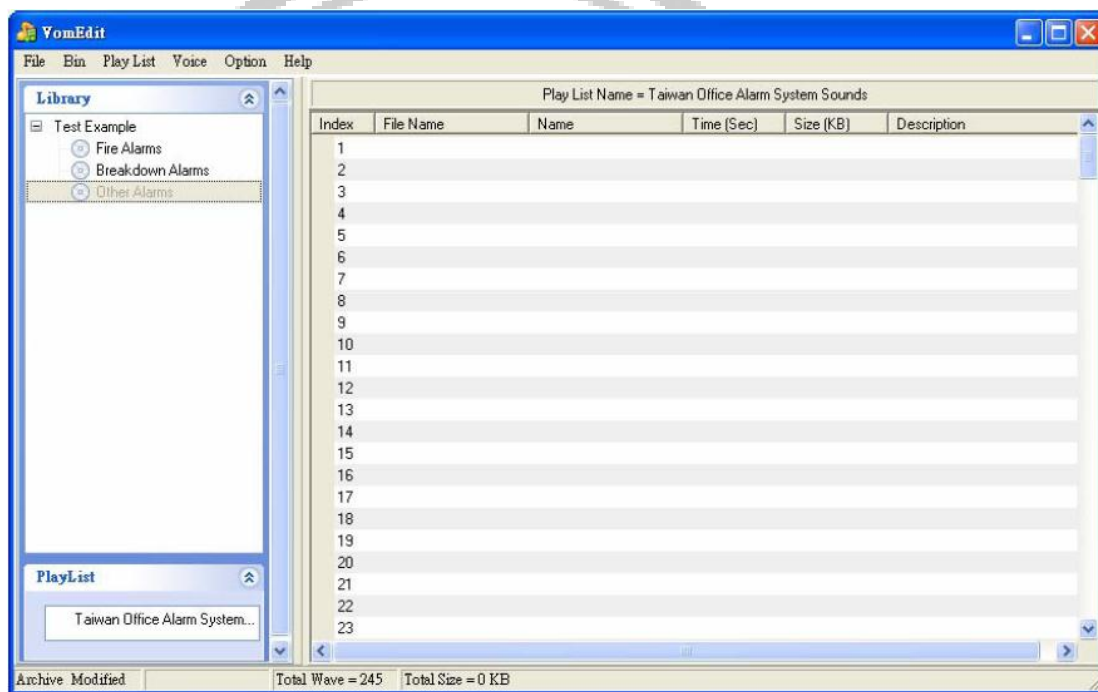 VomEdit
File Bin Play List Voice Option Help
Library
Test Example
Fire Alarms
Breakdown Alarms
Other Alarms
PlayList
Taiwan Office Alarm System...
Play List Name = Taiwan Office Alarm System Sounds
Index File Name Name Time (Sec) Size (KB) Description
1
2
3
4
5
6
7
8
9
10
11
12
13
14
15
16
17
18
19
20
21
22
23
Archive Modified Total Wave = 245 Total Size = 0 KB